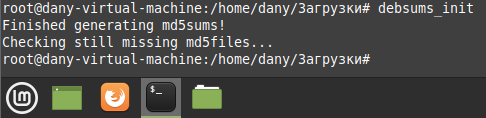 root@dany-virtual-machine:/home/dany/Загрузки# debsums_init
Finished generating md5sums!
Checking still missing md5files...
root@dany-virtual-machine:/home/dany/Загрузки#
$_